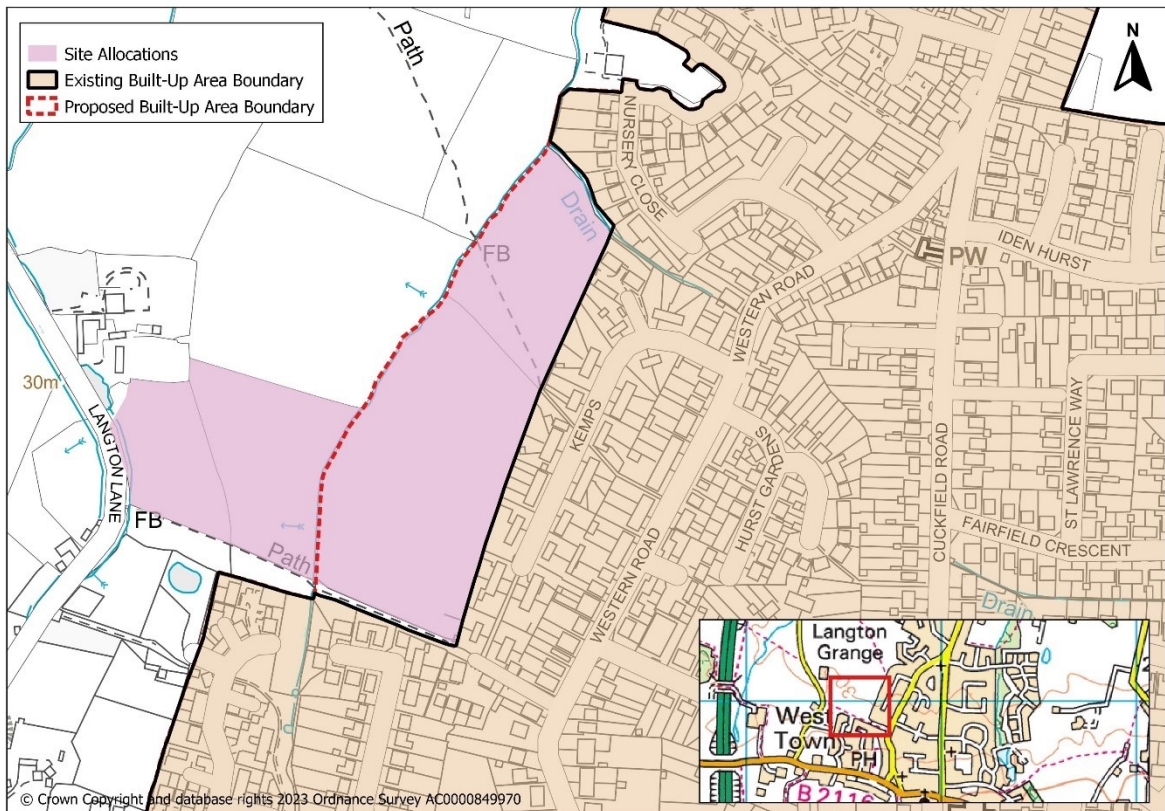 Site Allocations
Existing Built-Up Area Boundary
Proposed Built-Up Area Boundary
Path
N
NURSERY CLOSE
Drain
FB
IDEN HURST
PW
WESTERN ROAD
30m
LANGTON LANE
KEMPS
HURST GARDENS
CUCKFIELD ROAD
ST LAWRENCE WAY
FB
Path
FAIRFIELD CRESCENT
WESTERN ROAD
Drain
Langton
Grange
West
Town
PH
B 2116
© Crown Copyright and database rights 2023 Ordnance Survey AC0000849970